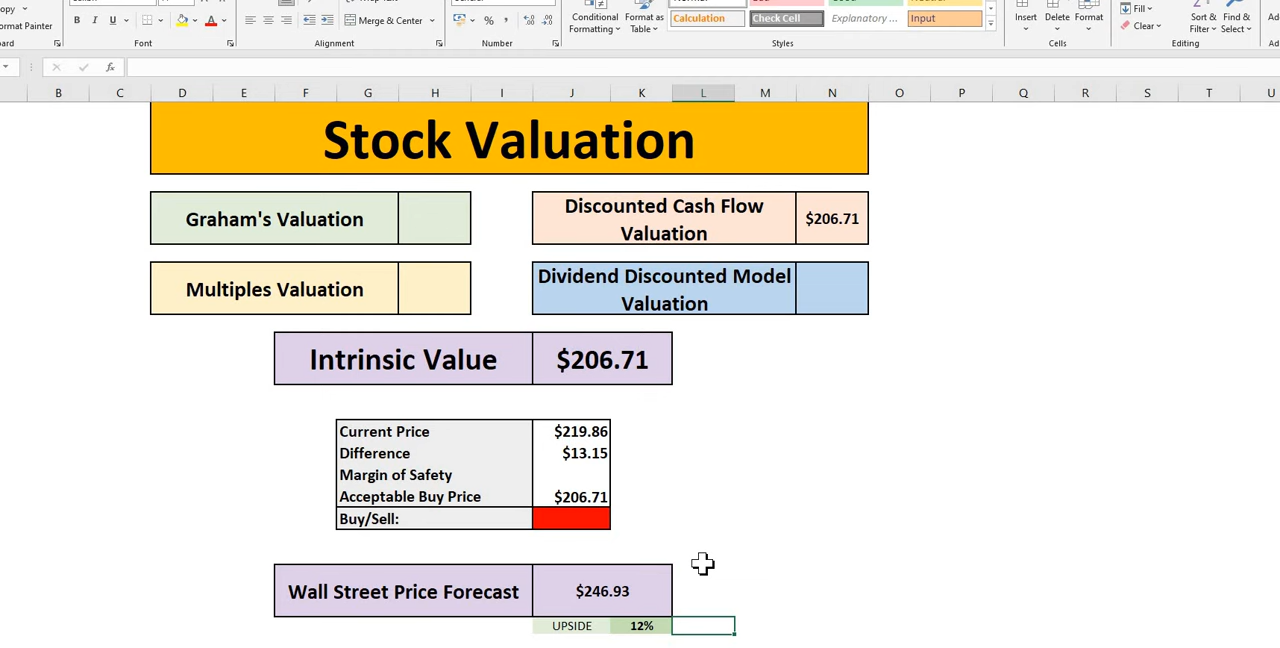 Copy
Format Painter
Merge & Center
%
Conditional
Formatting
Format as
Table
Calculation
Check Cell
Explanatory ...
Input
Insert
Delete
Format
Fill
Clear
Sort &
Filter
Find &
Select
Font
Alignment
Number
Styles
Cells
Editing
fx
B C D E F G H I J K L M N O P Q R S T U
Stock Valuation
Graham's Valuation
Discounted Cash Flow
Valuation
$206.71
Multiples Valuation
Dividend Discounted Model
Valuation
Intrinsic Value $206.71
Current Price $219.86
Difference $13.15
Margin of Safety
Acceptable Buy Price $206.71
Buy/Sell:
Wall Street Price Forecast $246.93
UPSIDE 12%